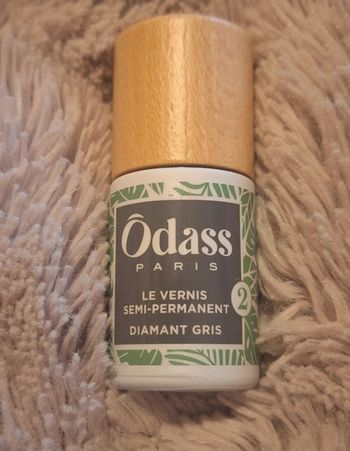 Ôdass
PARIS
LE VERNIS
SEMI-PERMANENT
2
DIAMANT GRIS